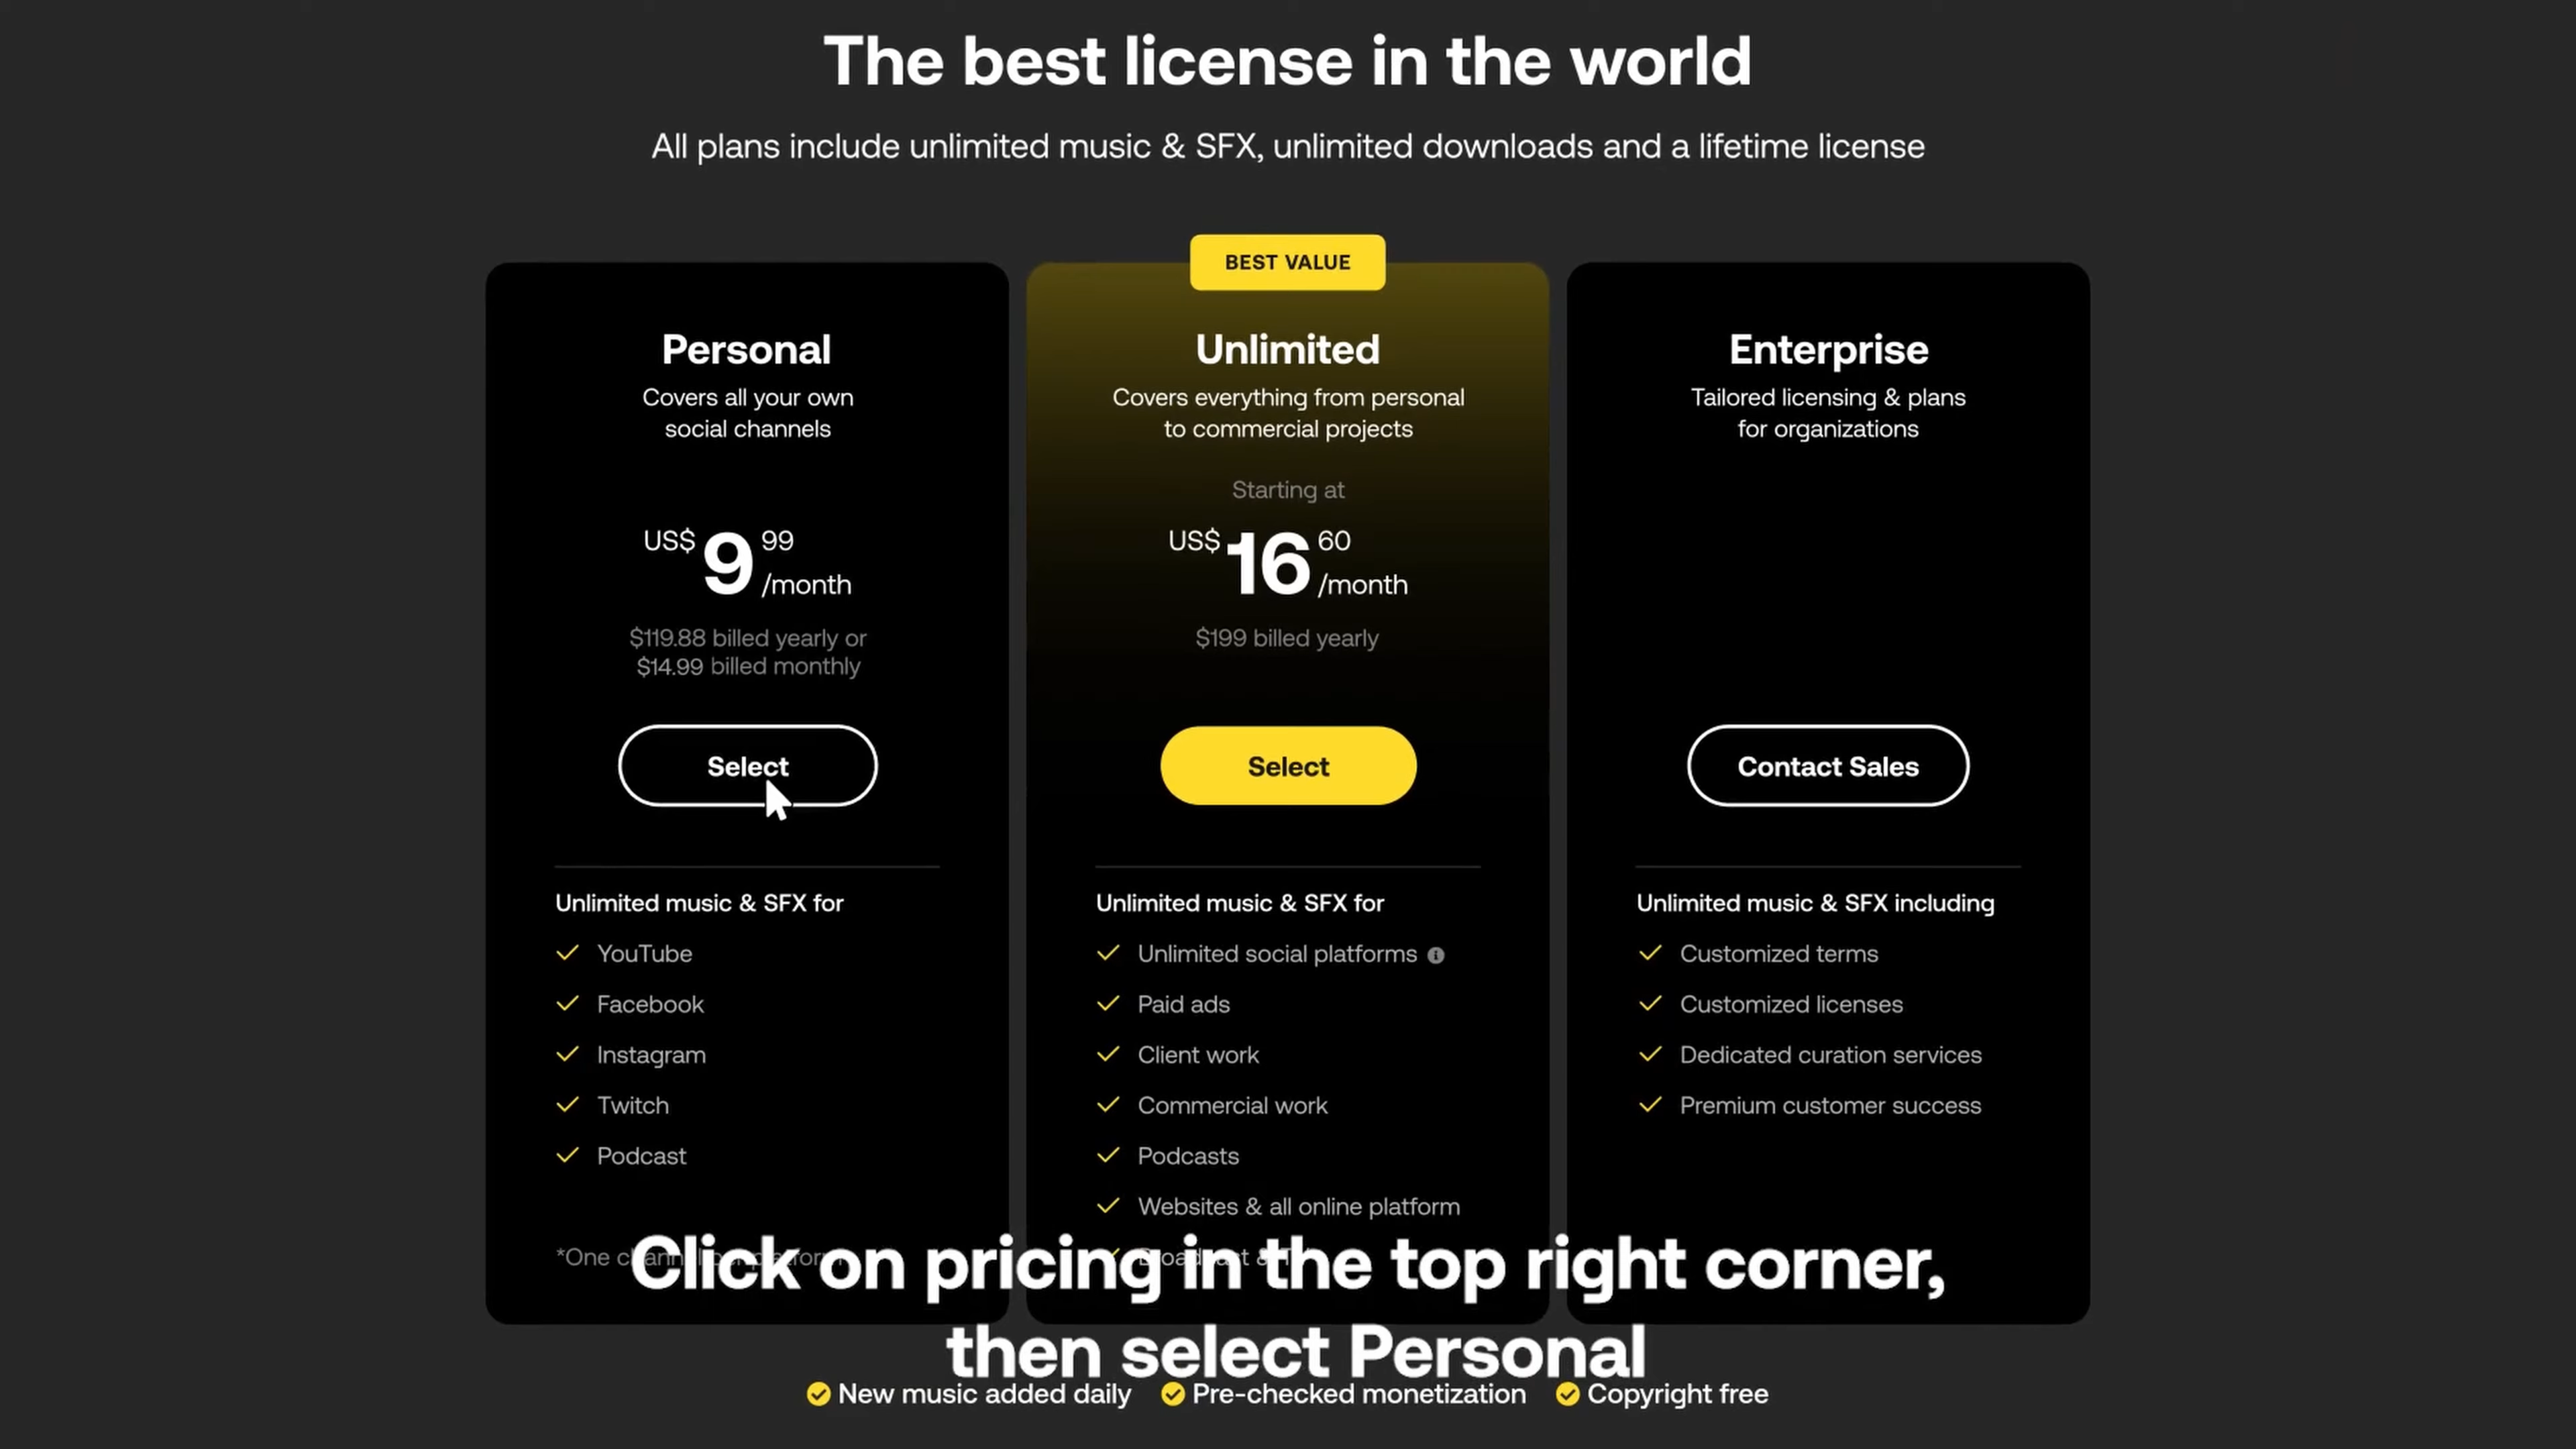 The best license in the world
All plans include unlimited music & SFX, unlimited downloads and a lifetime license
Personal
Covers all your own
social channels
US$ 9 99 /month
$119.88 billed yearly or
$14.99 billed monthly
Select
Unlimited music & SFX for
YouTube
Facebook
Instagram
Twitch
Podcast
*One
BEST VALUE
Unlimited
Covers everything from personal
to commercial projects
Starting at
US$ 16 60 /month
$199 billed yearly
Select
Unlimited music & SFX for
Unlimited social platforms
Paid ads
Client work
Commercial work
Podcasts
Websites & all online platform
Enterprise
Tailored licensing & plans
for organizations
Contact Sales
Unlimited music & SFX including
Customized terms
Customized licenses
Dedicated curation services
Premium customer success
Click on pricing in the top right corner,
then select Personal
New music added daily
Pre-checked monetization
Copyright free